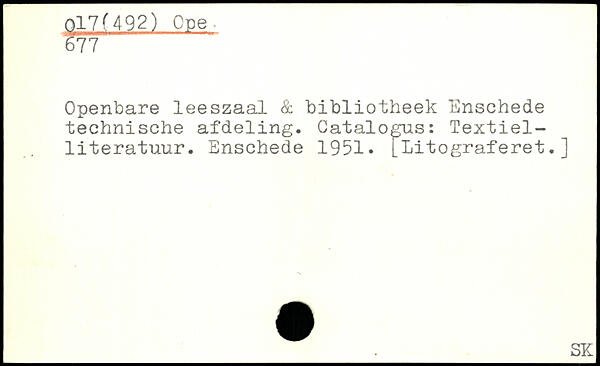 017(492) Ope.
677
Openbare leeszaal & bibliotheek Enschede
technische afdeling. Catalogus: Textiel-
literatuur. Enschede 1951. [Litograferet.]
SK